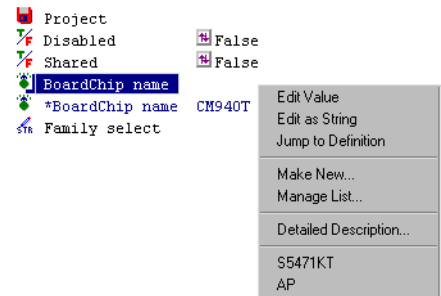 Project
T/F Disabled False
T/F Shared False
BoardChip name
*BoardChip name CM940T
STR Family select
Edit Value
Edit as String
Jump to Definition
Make New...
Manage List...
Detailed Description...
S5471KT
AP